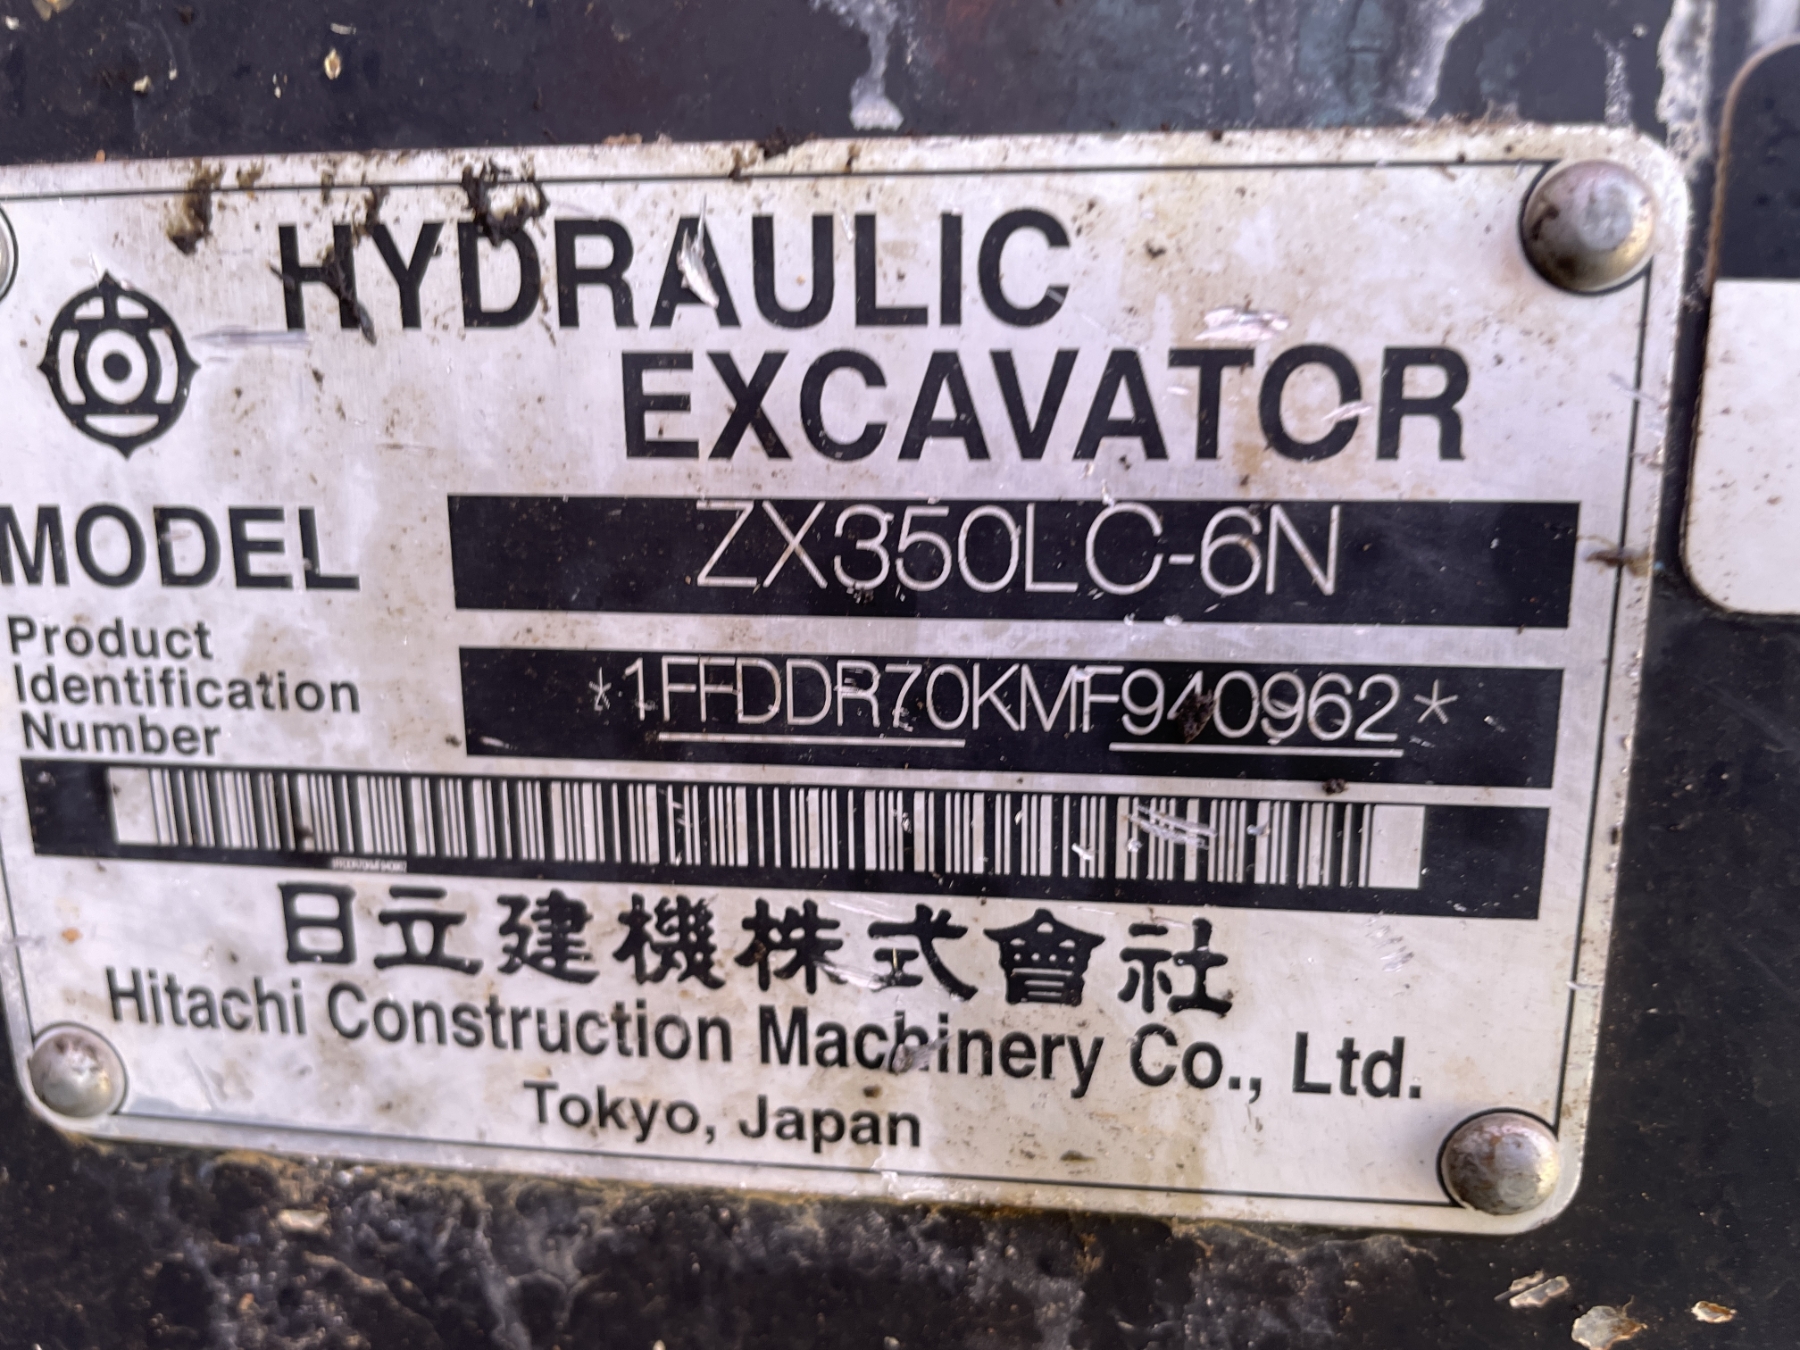 HYDRAULIC
EXCAVATOR
MODEL ZX350LC-6N
Product
Identification
Number
*1FFDDR70KMF940962*
日立建機株式會社
Hitachi Construction Machinery Co., Ltd.
Tokyo, Japan